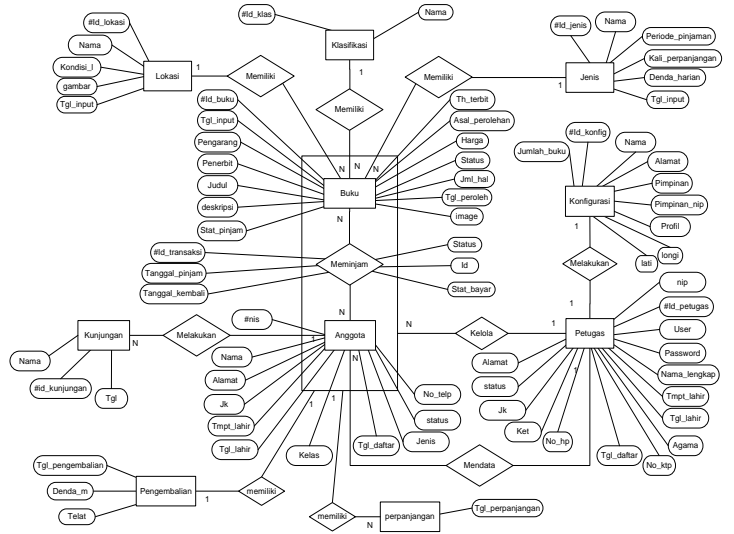 #Id_klas
Nama
Klasifikasi
1
Memiliki
#Id_lokasi
Nama
Kondisi_l
gambar
Tgl_input
Lokasi
1
Memiliki
Memiliki
1
Jenis
#Id_jenis
Nama
Periode_pinjaman
Kali_perpanjangan
Denda_harian
Tgl_input
#Id_buku
Tgl_input
Pengarang
Penerbit
Judul
deskripsi
Stat_pinjam
Th_terbit
Asal_perolehan
Harga
Status
Jml_hal
Tgl_peroleh
image
N
N
N
Buku
N
Jumlah_buku
#Id_konfig
Nama
Alamat
Pimpinan
Pimpinan_nip
Profil
longi
lati
Konfigurasi
1
Melakukan
1
#Id_transaksi
Tanggal_pinjam
Tanggal_kembali
Meminjam
Status
Id
Stat_bayar
N
Kunjungan
N
Melakukan
1
Nama
#id_kunjungan
Tgl
#nis
Anggota
N
Nama
Alamat
Jk
Tmpt_lahir
Tgl_lahir
Kelas
Tgl_daftar
Jenis
status
No_telp
N
Kelola
1
Petugas
1
nip
#Id_petugas
User
Password
Nama_lengkap
Tmpt_lahir
Tgl_lahir
Agama
No_ktp
Tgl_daftar
Alamat
status
Jk
Ket
No_hp
Mendata
1
1
Tgl_pengembalian
Denda_m
Telat
Pengembalian
1
memiliki
memiliki
N
perpanjangan
Tgl_perpanjangan